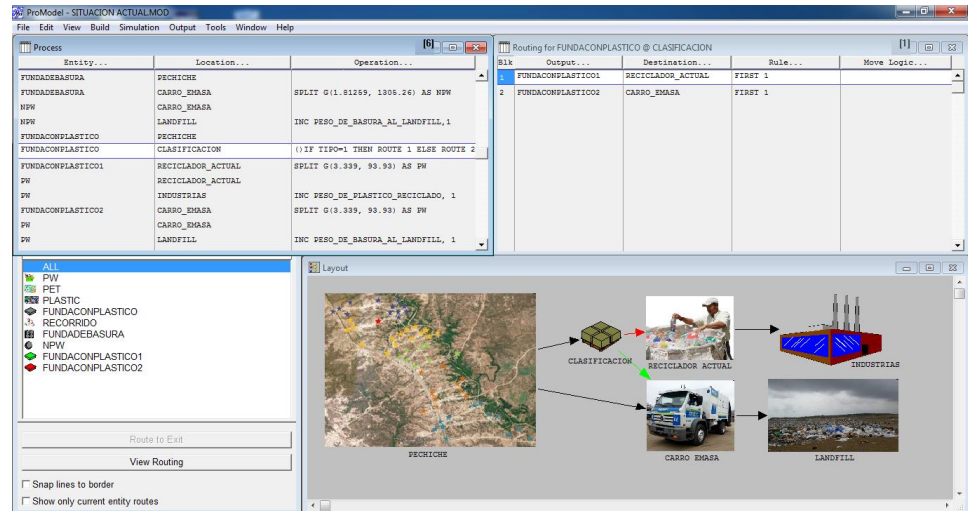 ProModel - SITUACION ACTUAL.MOD
File Edit View Build Simulation Output Tools Window Help
Process [6]
Entity... Location... Operation...
FUNDADEBASURA PECHICHE
FUNDADEBASURA CARRO_EMASA SPLIT G(1.81259, 1305.26) AS NPW
NPW CARRO_EMASA
NPW LANDFILL INC PESO_DE_BASURA_AL_LANDFILL,1
FUNDACONPLASTICO PECHICHE
FUNDACONPLASTICO CLASIFICACION ()IF TIPO=1 THEN ROUTE 1 ELSE ROUTE 2
FUNDACONPLASTICO1 RECICLADOR_ACTUAL SPLIT G(3.339, 93.93) AS PW
PW RECICLADOR_ACTUAL
PW INDUSTRIAS INC PESO_DE_PLASTICO_RECICLADO, 1
FUNDACONPLASTICO2 CARRO_EMASA SPLIT G(3.339, 93.93) AS PW
PW CARRO_EMASA
PW LANDFILL INC PESO_DE_BASURA_AL_LANDFILL, 1
Routing for FUNDACONPLASTICO @ CLASIFICACION [1]
Blk Output... Destination... Rule... Move Logic...
1 FUNDACONPLASTICO1 RECICLADOR_ACTUAL FIRST 1
2 FUNDACONPLASTICO2 CARRO_EMASA FIRST 1
ALL
PW
PET
PLASTIC
FUNDACONPLASTICO
RECORRIDO
FUNDADEBASURA
NPW
FUNDACONPLASTICO1
FUNDACONPLASTICO2
Route to Exit
View Routing
Snap lines to border
Show only current entity routes
Layout
CLASIFICACION
RECICLADOR ACTUAL
INDUSTRIAS
PECHICHE
CARRO EMASA
LANDFILL